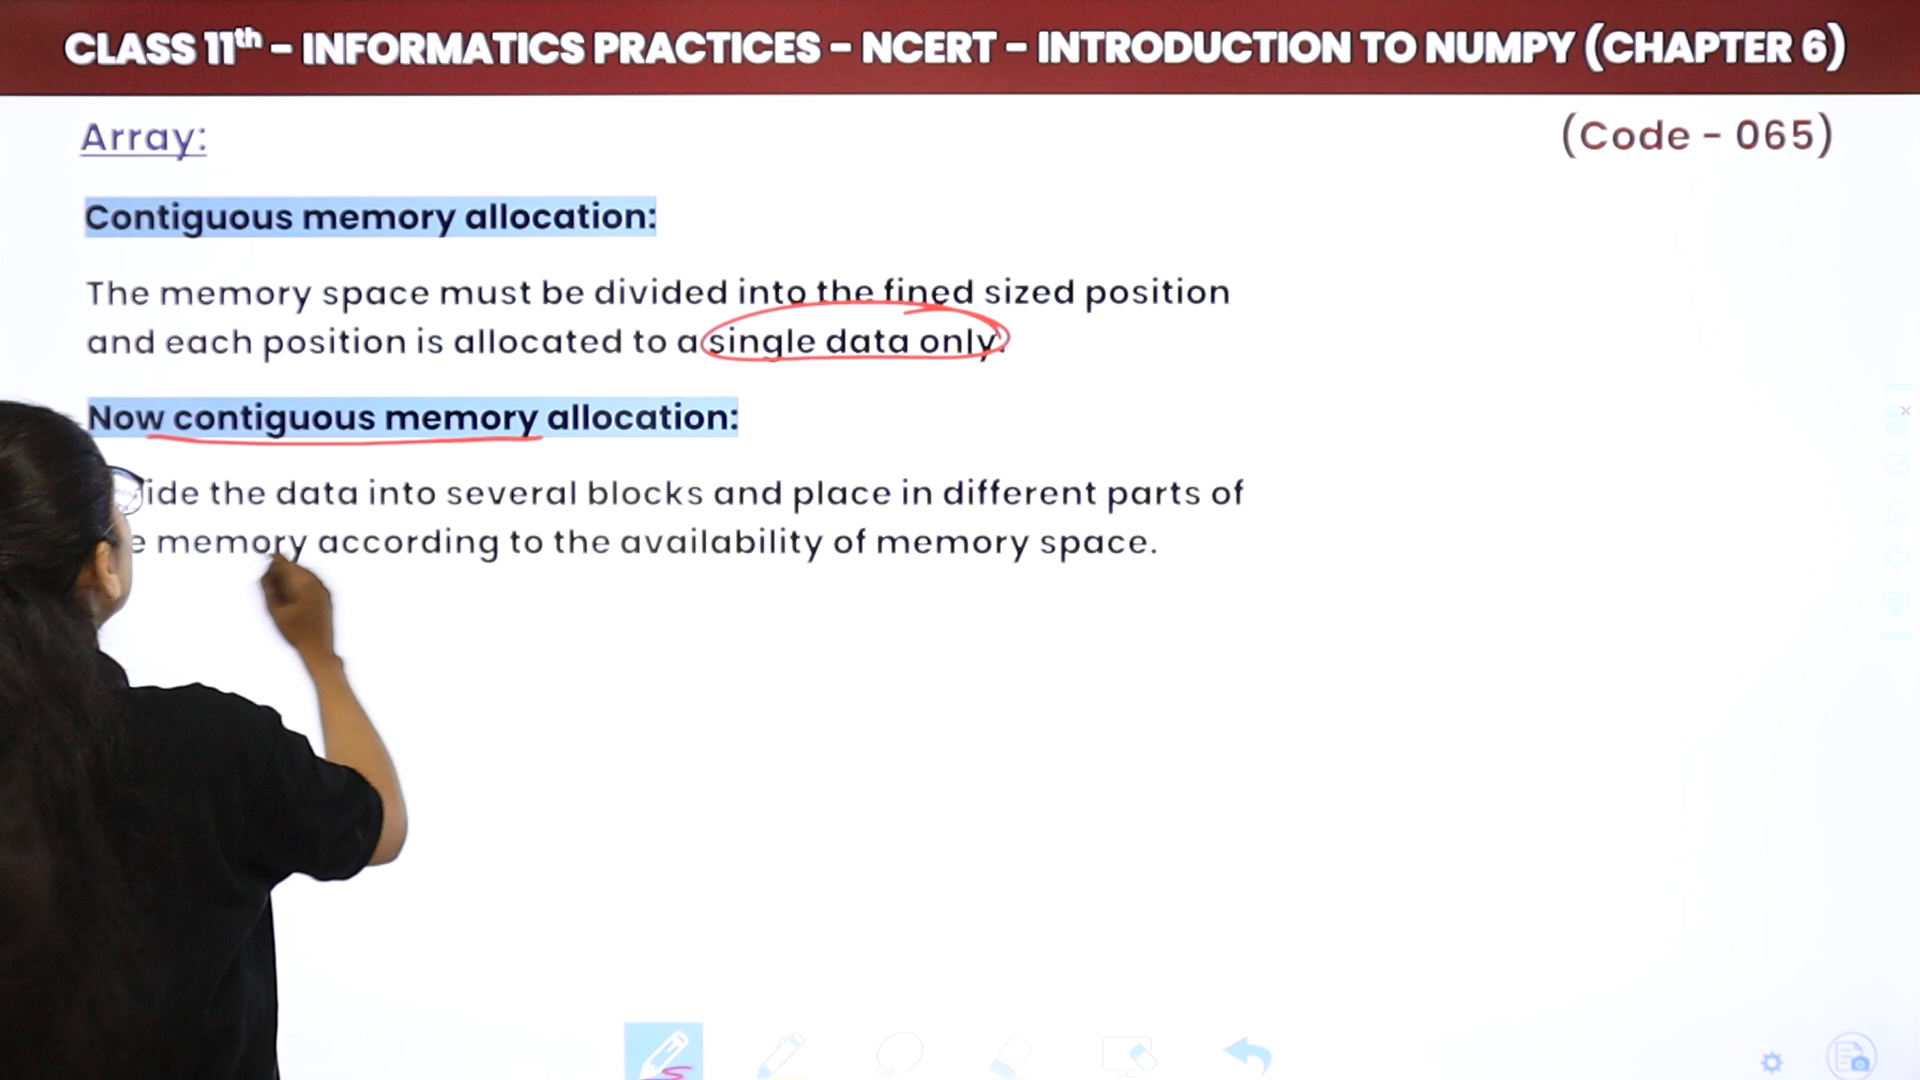 CLASS 11th - INFORMATICS PRACTICES - NCERT - INTRODUCTION TO NUMPY (CHAPTER 6)
Array:
(Code - 065)
Contiguous memory allocation:
The memory space must be divided into the fined sized position
and each position is allocated to a single data only.
Now contiguous memory allocation:
ide the data into several blocks and place in different parts of
e memory according to the availability of memory space.